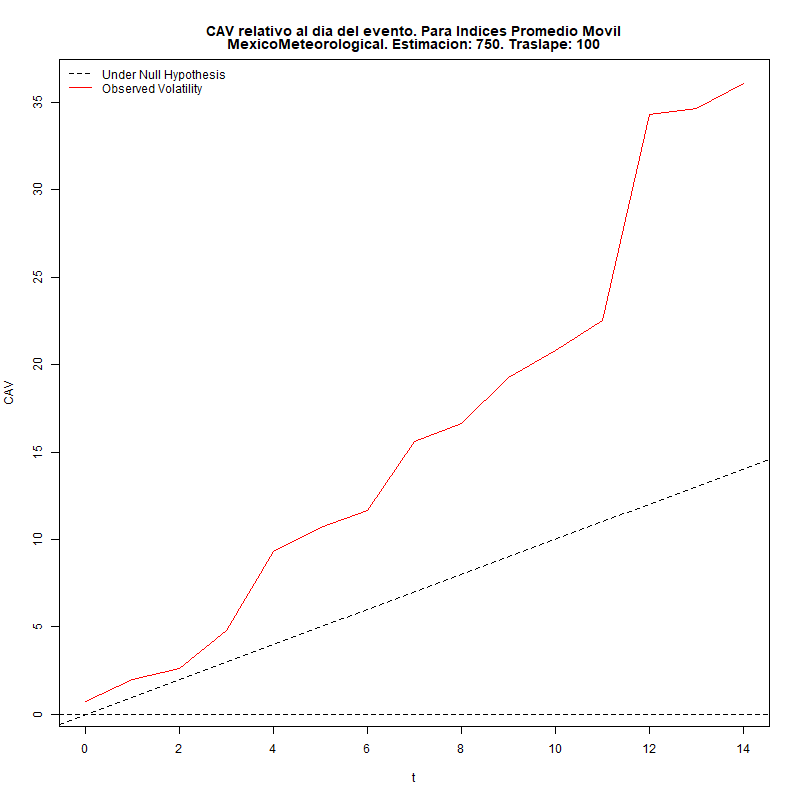 CAV relativo al dia del evento. Para Indices Promedio Movil
MexicoMeteorological. Estimacion: 750. Traslape: 100
Under Null Hypothesis
Observed Volatility
35
30
25
20
15
10
5
0
CAV
0 2 4 6 8 10 12 14
t